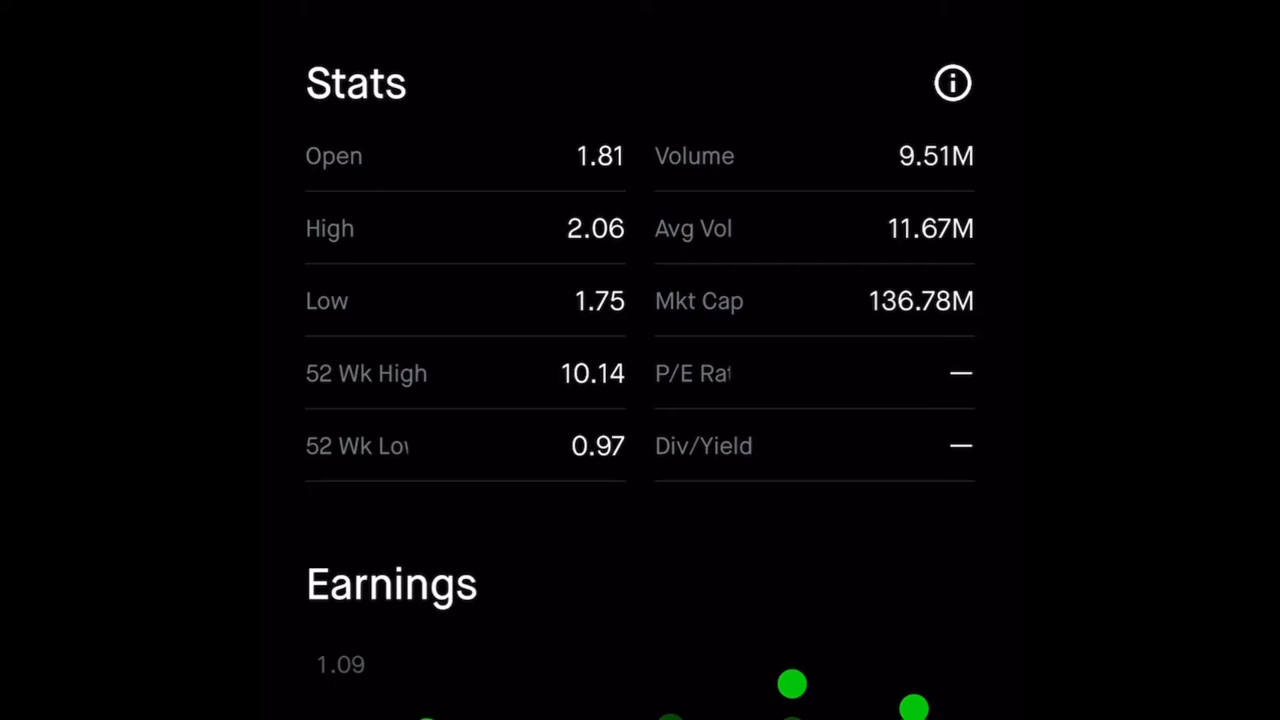 Stats
Open 1.81 Volume 9.51M
High 2.06 Avg Vol 11.67M
Low 1.75 Mkt Cap 136.78M
52 Wk High 10.14 P/E Rat —
52 Wk Lo 0.97 Div/Yield —
Earnings
1.09